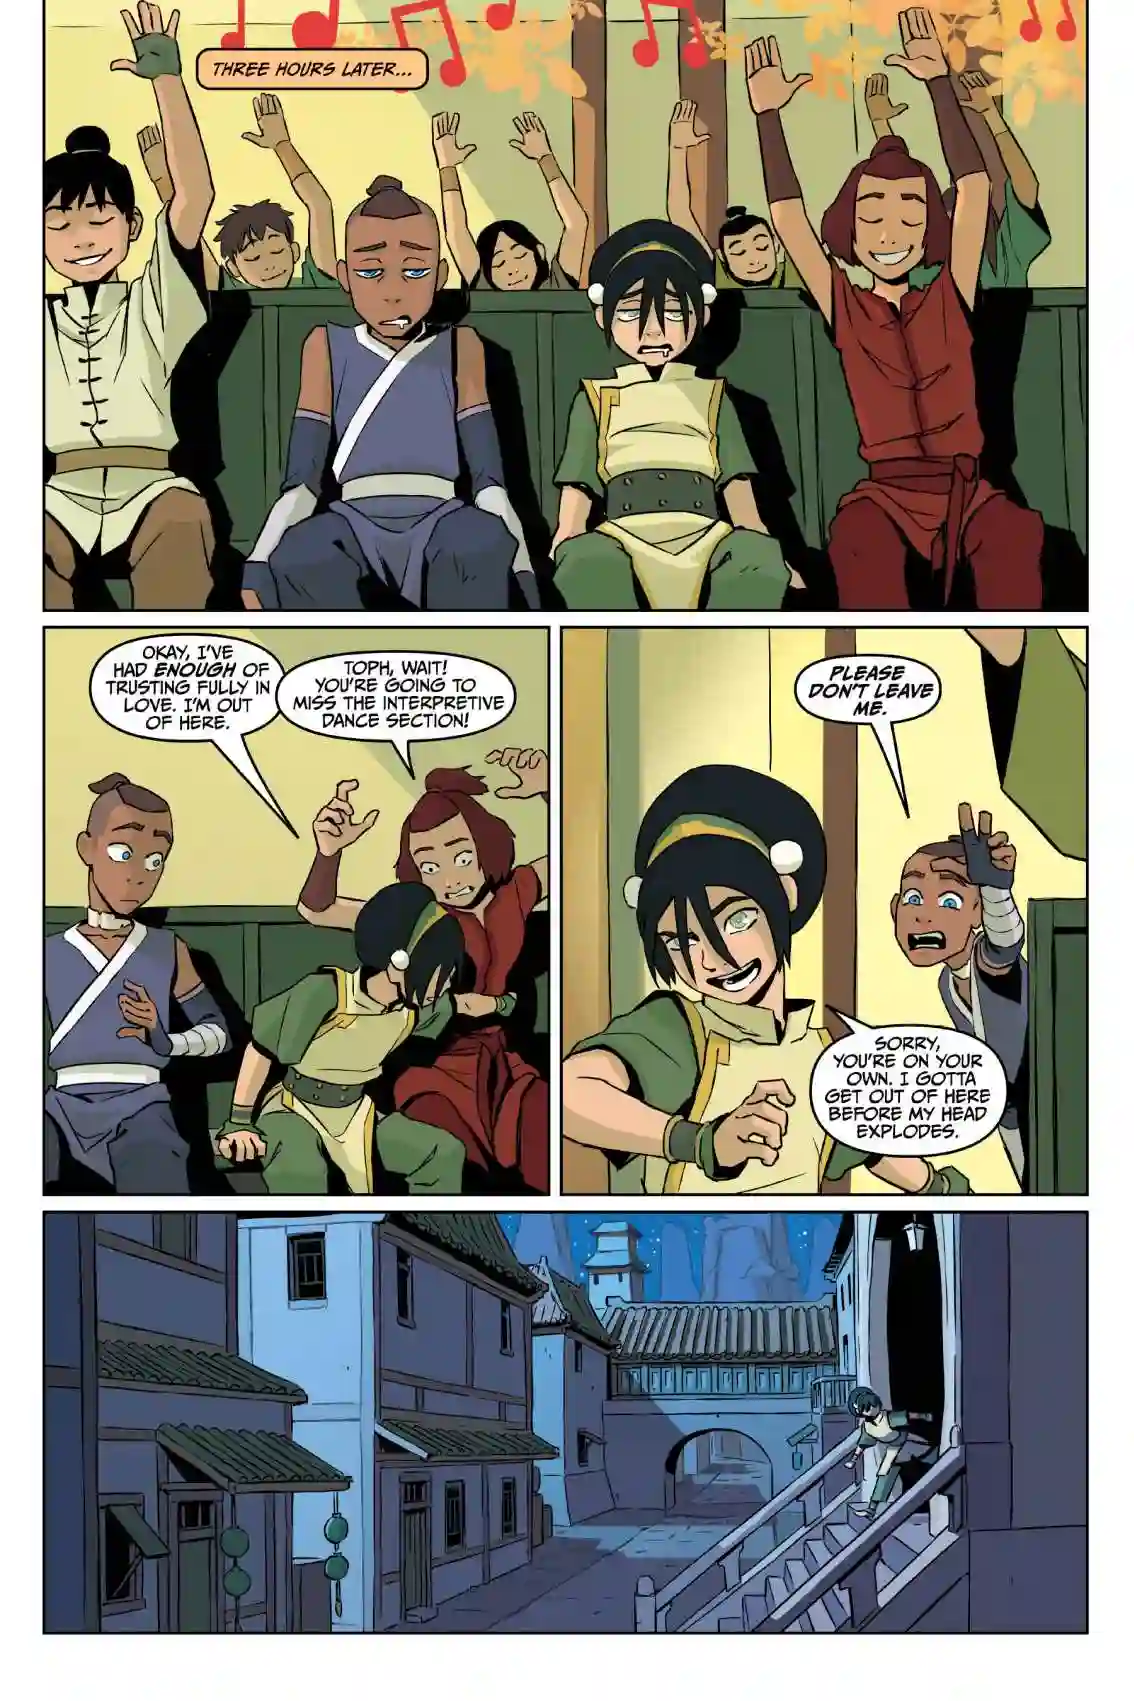 THREE HOURS LATER...
OKAY, I'VE
HAD ENOUGH OF
TRUSTING FULLY IN
LOVE. I'M OUT
OF HERE.
TOPH, WAIT!
YOU'RE GOING TO
MISS THE INTERPRETIVE
DANCE SECTION!
PLEASE
DON'T LEAVE
ME.
SORRY,
YOU'RE ON YOUR
OWN. I GOTTA
GET OUT OF HERE
BEFORE MY HEAD
EXPLODES.